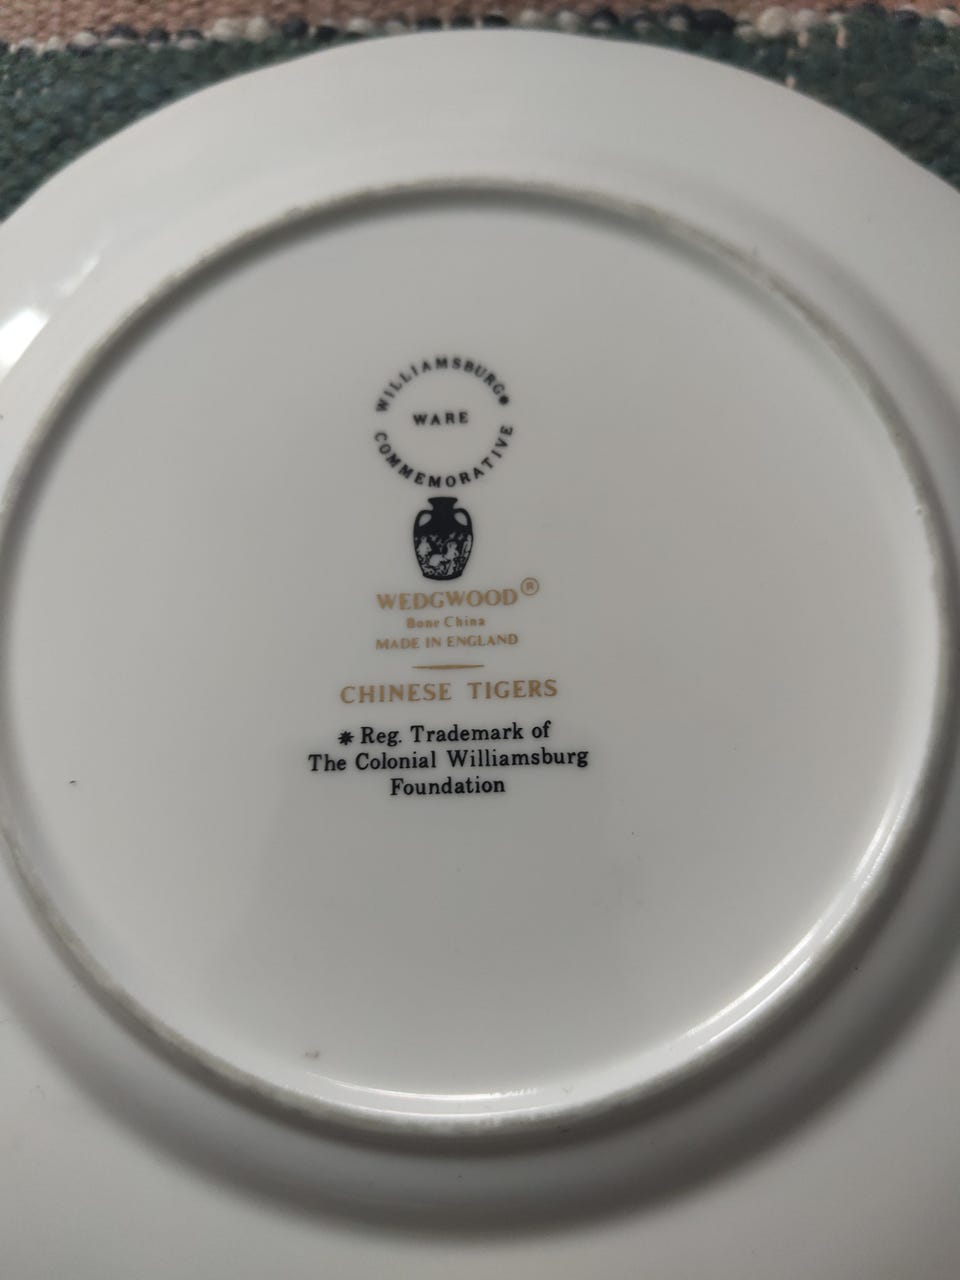 WILLIAMSBURG*
WARE
COMMEMORATIVE
WEDGWOOD®
Bone China
MADE IN ENGLAND
CHINESE TIGERS
* Reg. Trademark of
The Colonial Williamsburg
Foundation